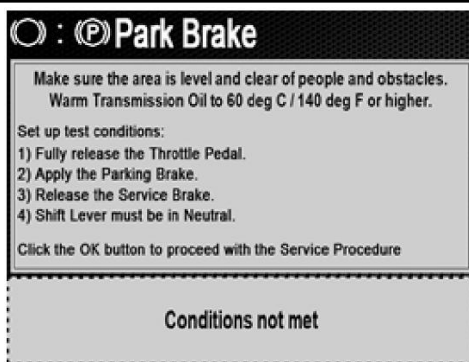 (P) Park Brake
Make sure the area is level and clear of people and obstacles.
Warm Transmission Oil to 60 deg C / 140 deg F or higher.
Set up test conditions:
1) Fully release the Throttle Pedal.
2) Apply the Parking Brake.
3) Release the Service Brake.
4) Shift Lever must be in Neutral.
Click the OK button to proceed with the Service Procedure
Conditions not met